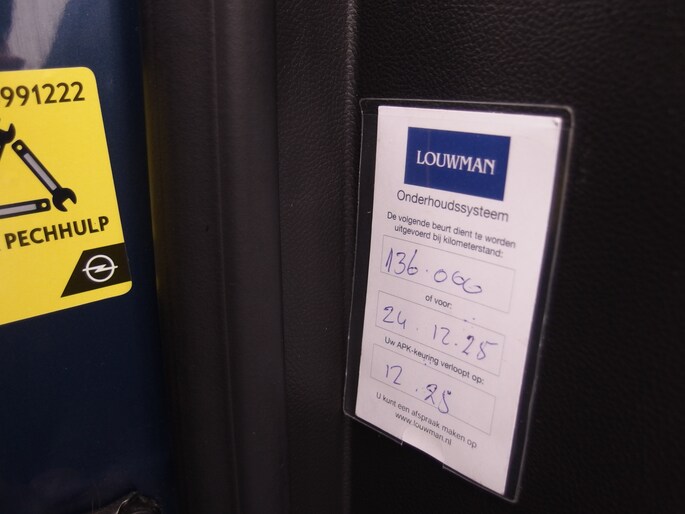 991222
PECHHULP
LOUWMAN
Onderhoudssysteem
De volgende beurt dient te worden
uitgevoerd bij kilometerstand:
136.000
of voor:
24.12.25
Uw APK-keuring verloopt op:
12.25
U kunt een afspraak maken op
www.louwman.nl